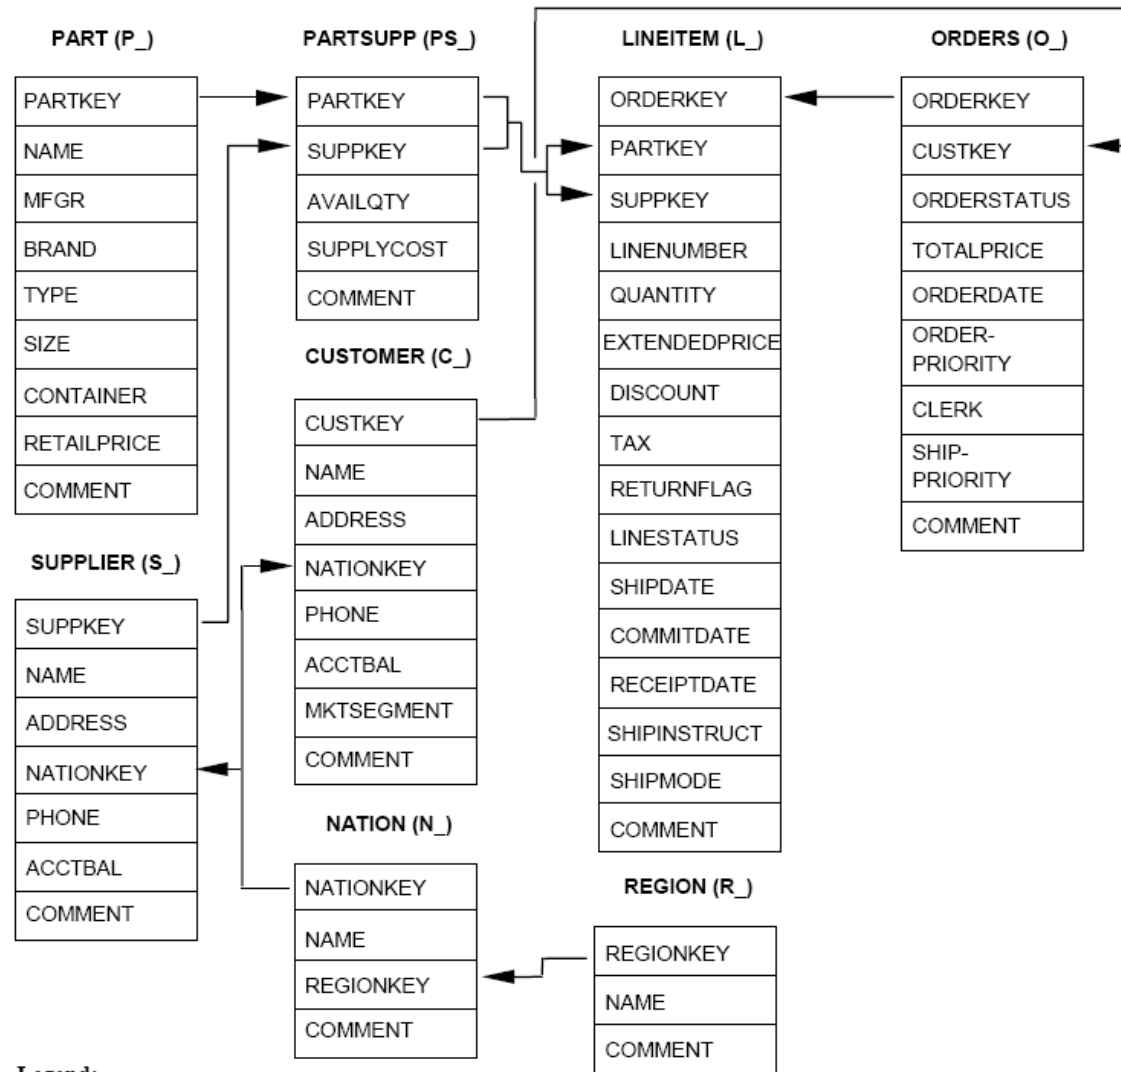 PART (P_)
PARTKEY
NAME
MFGR
BRAND
TYPE
SIZE
CONTAINER
RETAILPRICE
COMMENT
SUPPLIER (S_)
SUPPKEY
NAME
ADDRESS
NATIONKEY
PHONE
ACCTBAL
COMMENT
PARTSUPP (PS_)
PARTKEY
SUPPKEY
AVAILQTY
SUPPLYCOST
COMMENT
CUSTOMER (C_)
CUSTKEY
NAME
ADDRESS
NATIONKEY
PHONE
ACCTBAL
MKTSEGMENT
COMMENT
NATION (N_)
NATIONKEY
NAME
REGIONKEY
COMMENT
LINEITEM (L_)
ORDERKEY
PARTKEY
SUPPKEY
LINENUMBER
QUANTITY
EXTENDEDPRICE
DISCOUNT
TAX
RETURNFLAG
LINESTATUS
SHIPDATE
COMMITDATE
RECEIPTDATE
SHIPINSTRUCT
SHIPMODE
COMMENT
REGION (R_)
REGIONKEY
NAME
COMMENT
ORDERS (O_)
ORDERKEY
CUSTKEY
ORDERSTATUS
TOTALPRICE
ORDERDATE
ORDER-
PRIORITY
CLERK
SHIP-
PRIORITY
COMMENT
Legend: